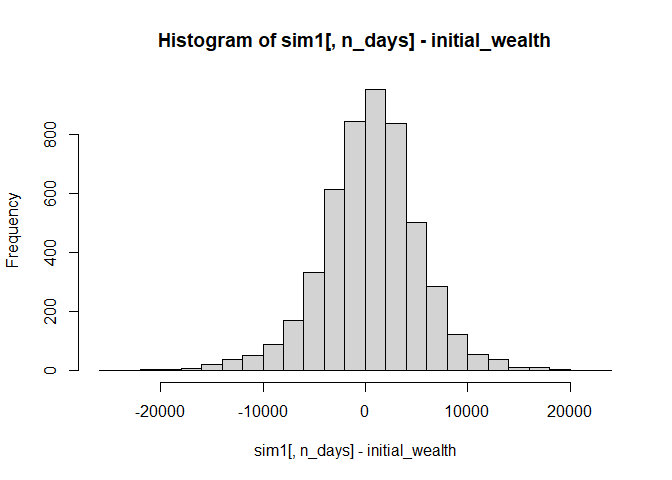 Histogram of sim1[, n_days] - initial_wealth
Frequency
800
600
400
200
0
-20000 -10000 0 10000 20000
sim1[, n_days] - initial_wealth